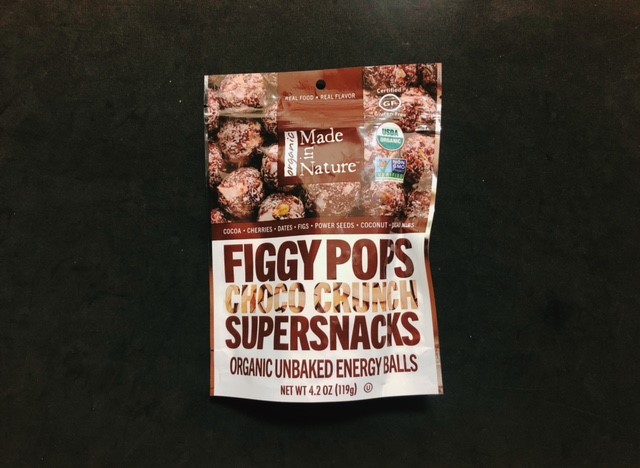 REAL FOOD • REAL FLAVOR
Certified
GF
Gluten Free
organic
Made
in
Nature
USDA
ORGANIC
NON
GMO
COCOA • CHERRIES • DATES • FIGS • POWER SEEDS • COCONUT •
FIGGY POPS
CHOCO CRUNCH
SUPERSNACKS
ORGANIC UNBAKED ENERGY BALLS
NET WT 4.2 OZ (119g) U